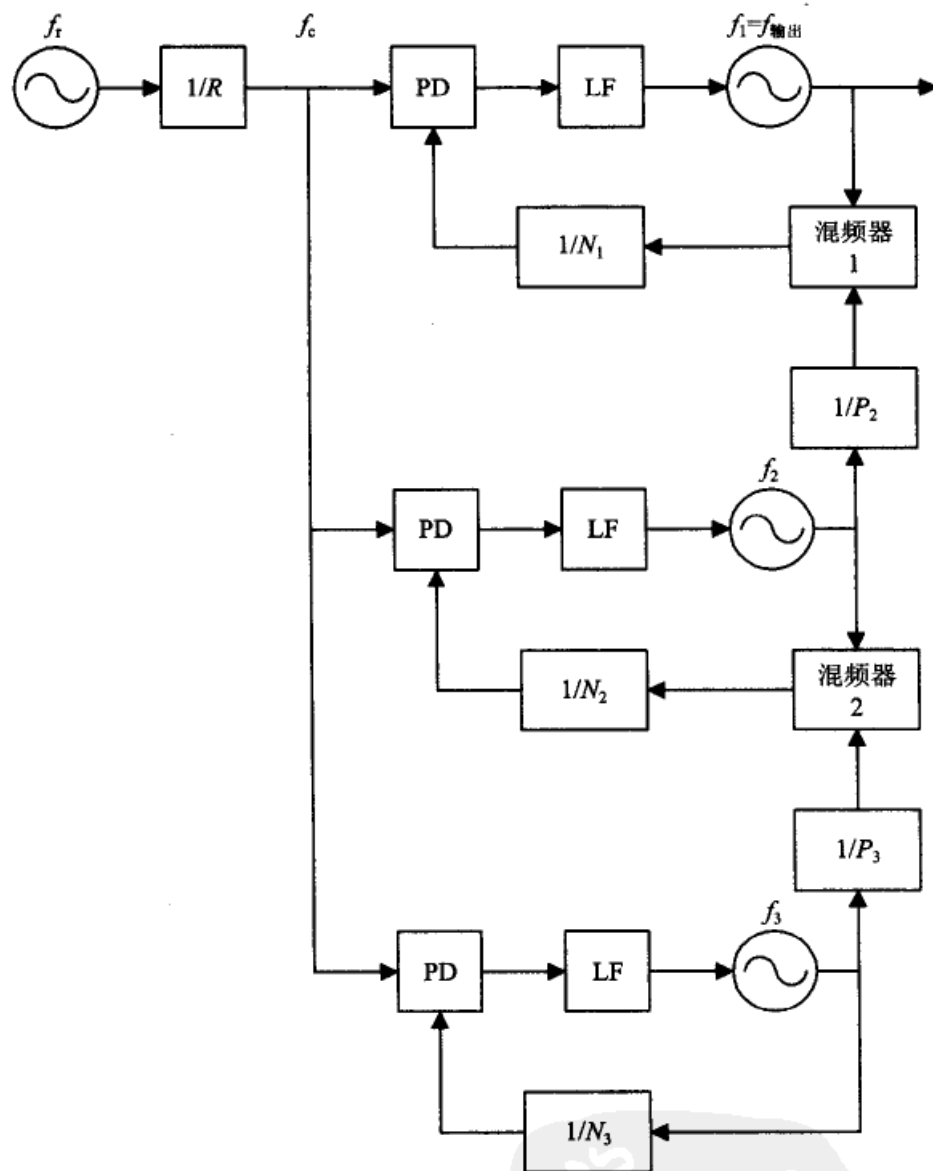 f_r
f_c
f_1=f_输出
1/R
PD
LF
1/N_1
混频器
1
1/P_2
f_2
PD
LF
1/N_2
混频器
2
1/P_3
f_3
PD
LF
1/N_3